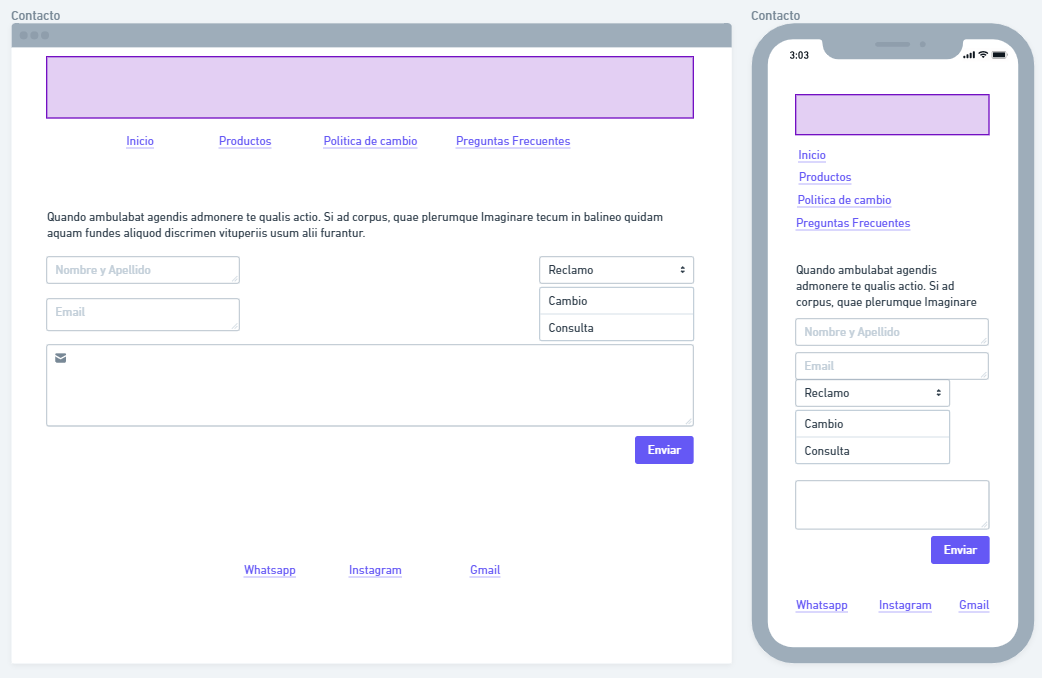 Contacto
Inicio
Productos
Politica de cambio
Preguntas Frecuentes
Quando ambulabat agendis admonere te qualis actio. Si ad corpus, quae plerumque Imaginare tecum in balineo quidam
aquam fundes aliquod discrimen vituperiis usum alii furantur.
Nombre y Apellido
Reclamo
Email
Cambio
Consulta
Enviar
Whatsapp
Instagram
Gmail
Contacto
3:03
Inicio
Productos
Politica de cambio
Preguntas Frecuentes
Quando ambulabat agendis
admonere te qualis actio. Si ad
corpus, quae plerumque Imaginare
Nombre y Apellido
Email
Reclamo
Cambio
Consulta
Enviar
Whatsapp
Instagram
Gmail